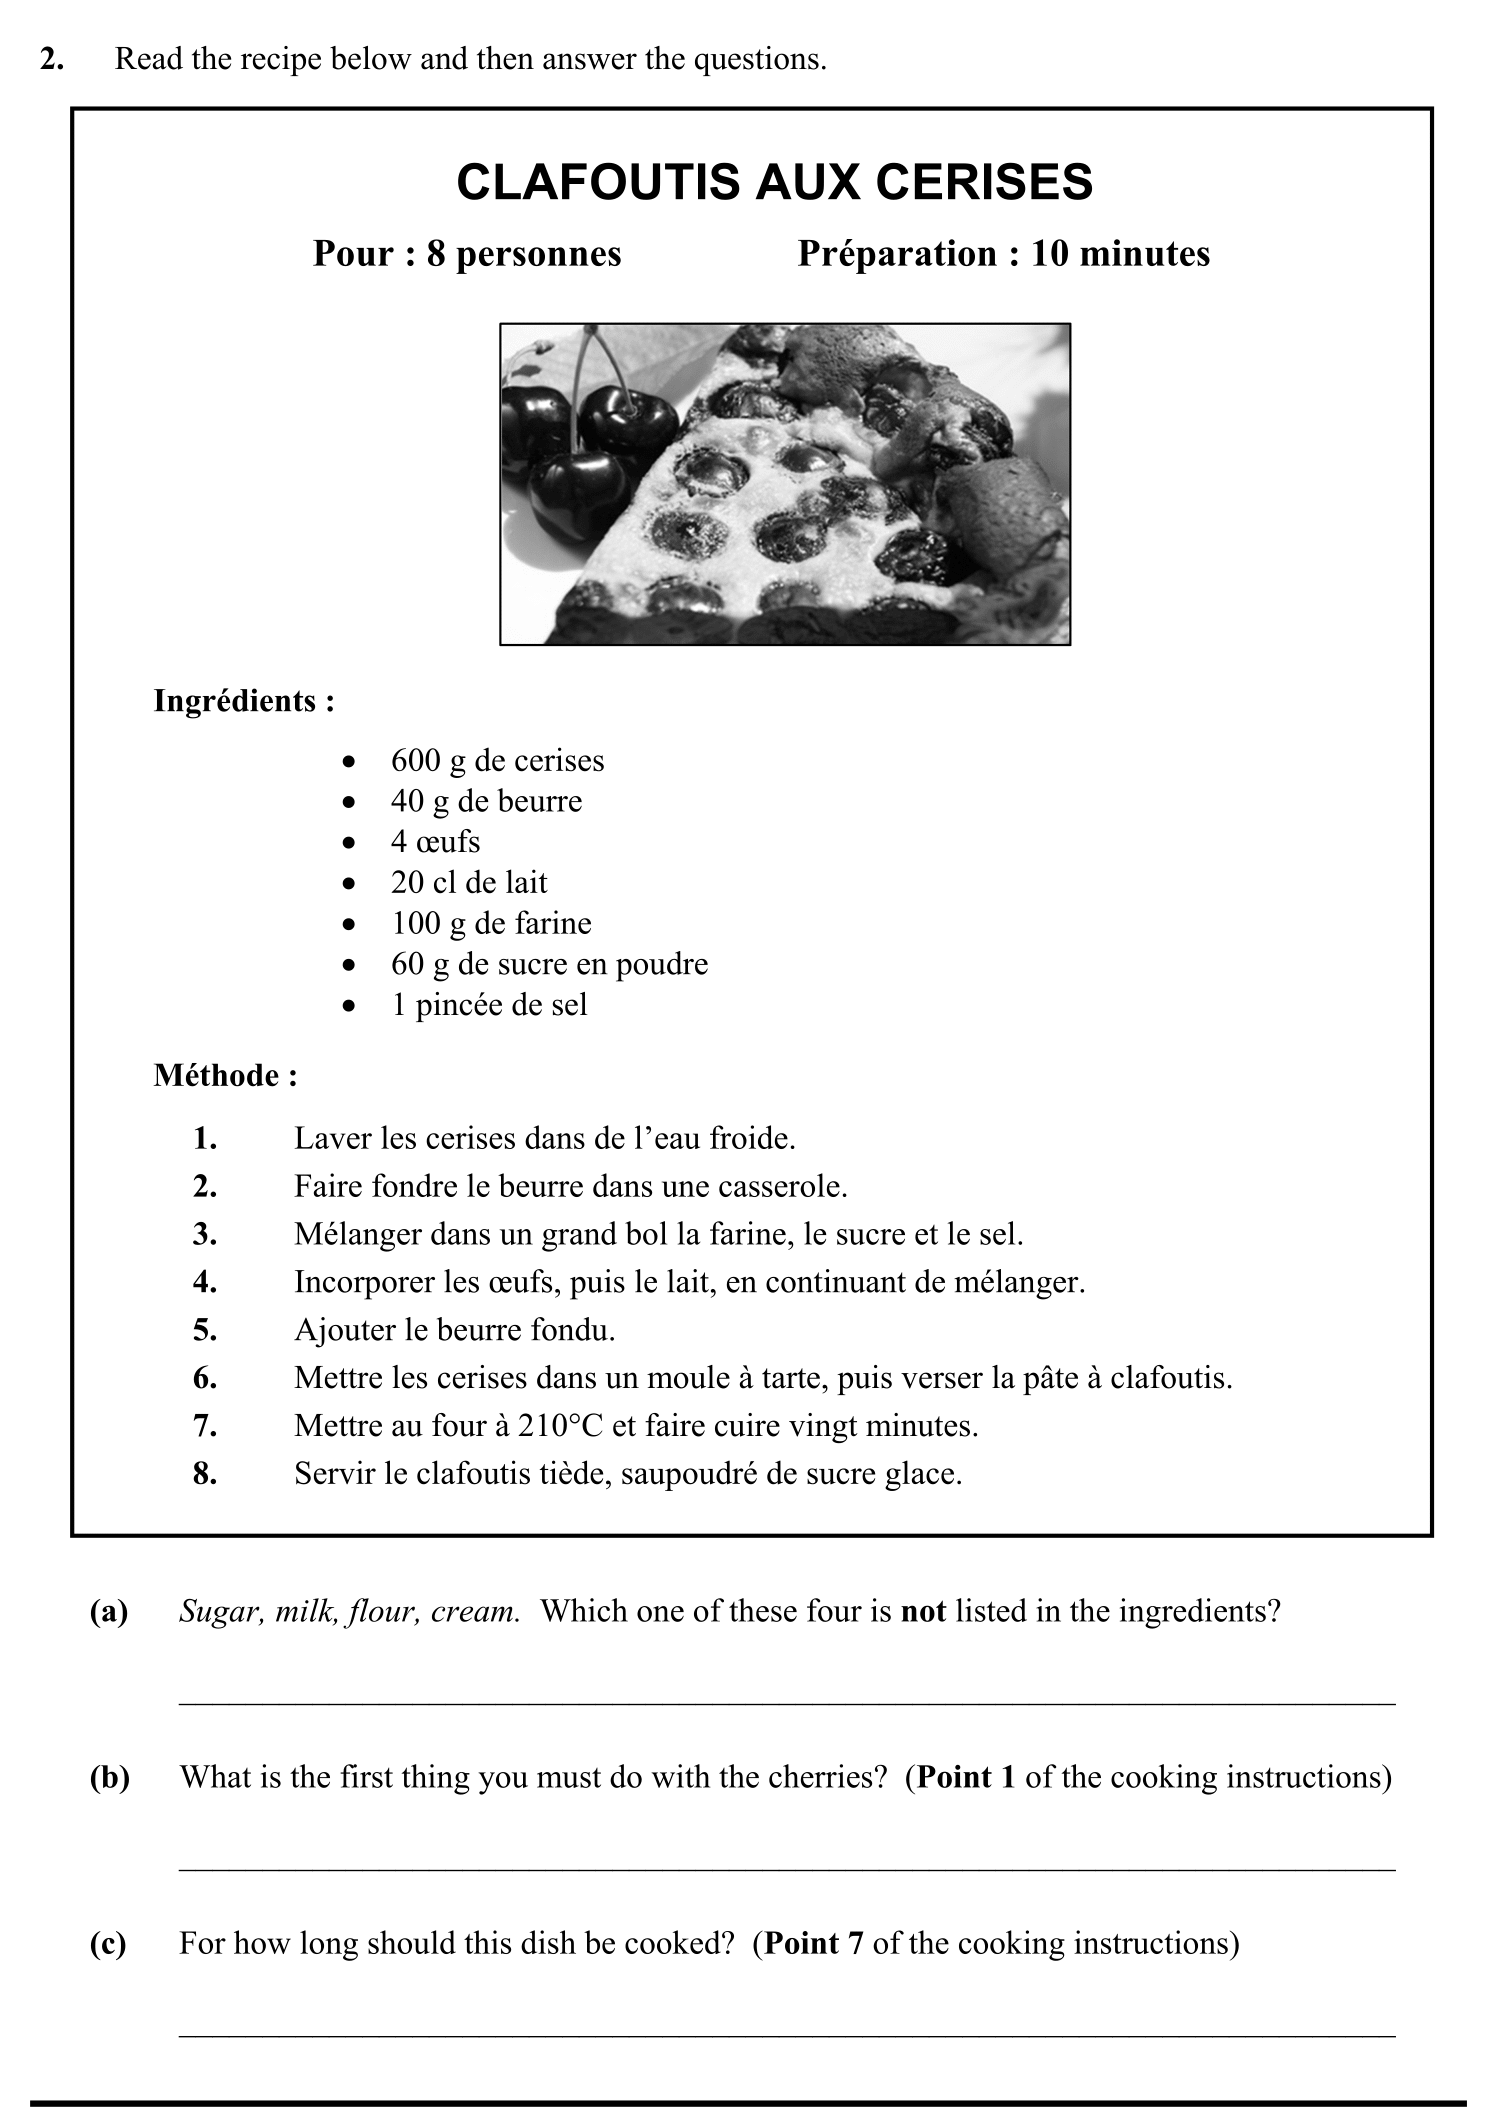 2. Read the recipe below and then answer the questions.
CLAFOUTIS AUX CERISES
Pour : 8 personnes Préparation : 10 minutes
Ingrédients :
• 600 g de cerises
• 40 g de beurre
• 4 œufs
• 20 cl de lait
• 100 g de farine
• 60 g de sucre en poudre
• 1 pincée de sel
Méthode :
1. Laver les cerises dans de l’eau froide.
2. Faire fondre le beurre dans une casserole.
3. Mélanger dans un grand bol la farine, le sucre et le sel.
4. Incorporer les œufs, puis le lait, en continuant de mélanger.
5. Ajouter le beurre fondu.
6. Mettre les cerises dans un moule à tarte, puis verser la pâte à clafoutis.
7. Mettre au four à 210°C et faire cuire vingt minutes.
8. Servir le clafoutis tiède, saupoudré de sucre glace.
(a) Sugar, milk, flour, cream. Which one of these four is not listed in the ingredients?
(b) What is the first thing you must do with the cherries? (Point 1 of the cooking instructions)
(c) For how long should this dish be cooked? (Point 7 of the cooking instructions)